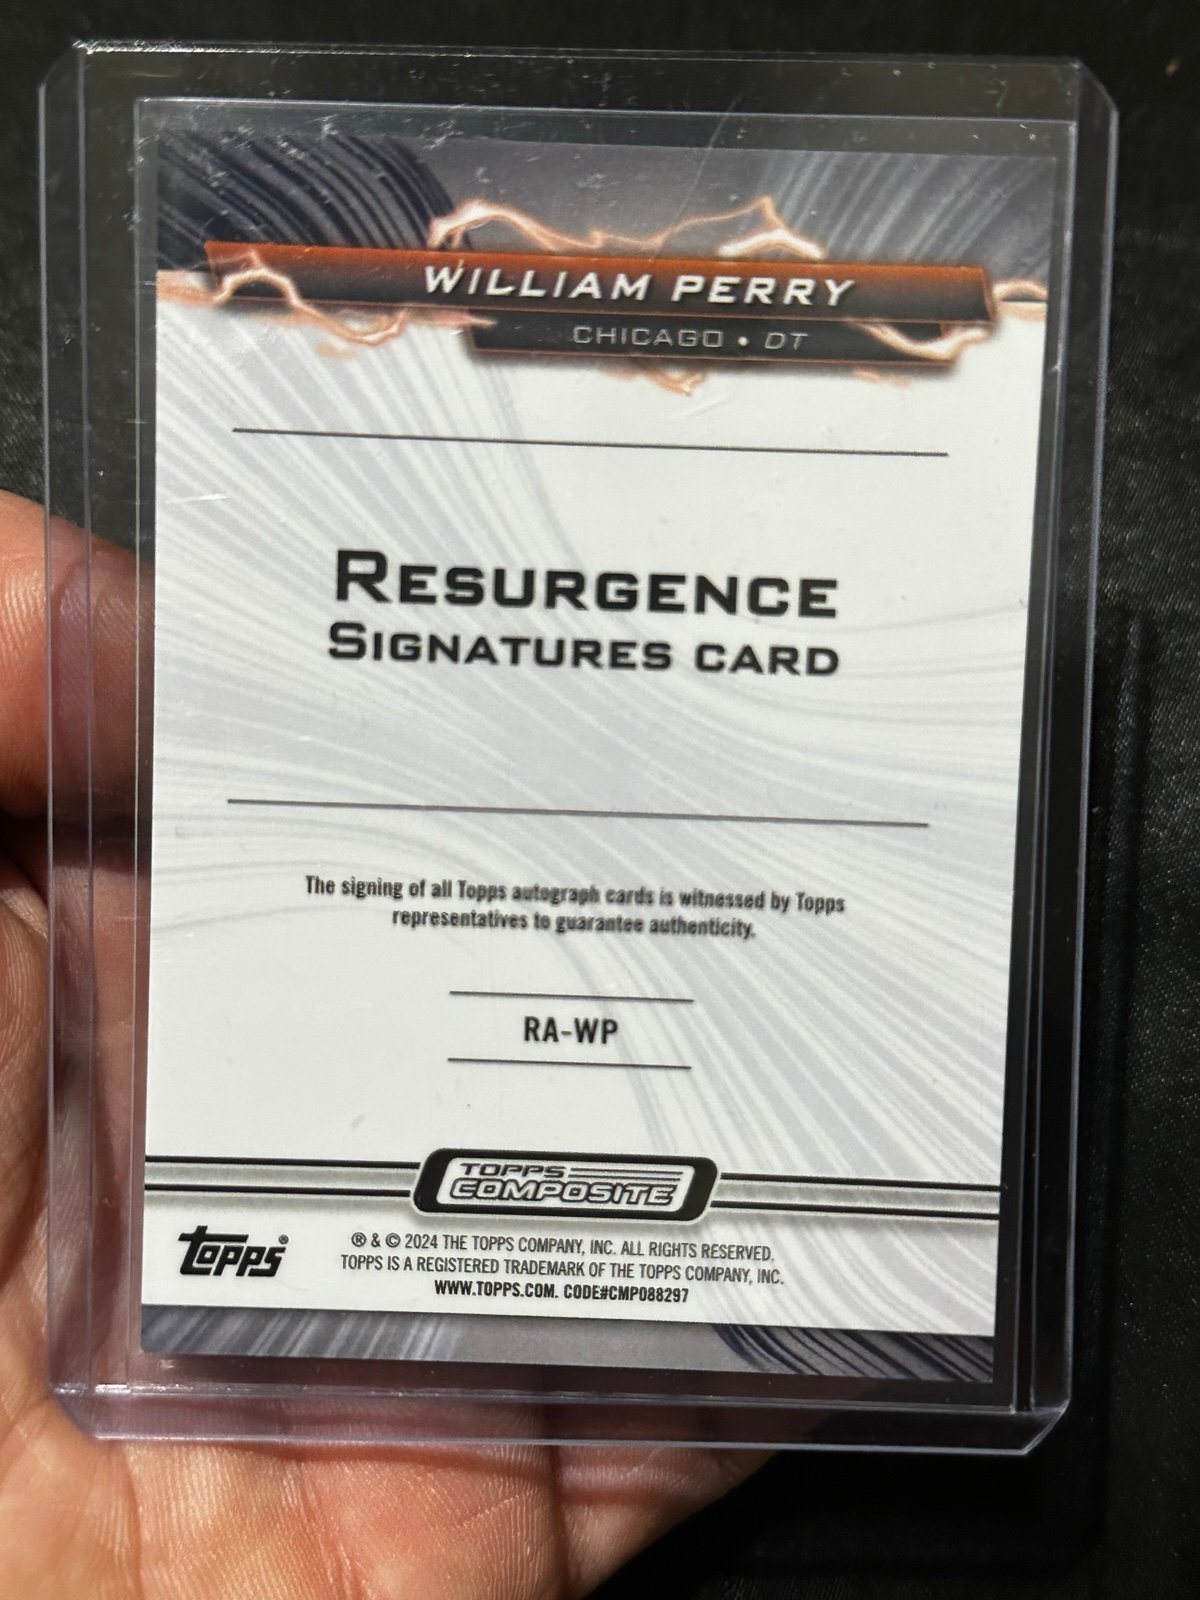 WILLIAM PERRY
CHICAGO • DT
RESURGENCE
SIGNATURES CARD
The signing of all Topps autograph cards is witnessed by Topps
representatives to guarantee authenticity.
RA-WP
TOPPS
COMPOSITE
topps®
® & © 2024 THE TOPPS COMPANY, INC. ALL RIGHTS RESERVED.
TOPPS IS A REGISTERED TRADEMARK OF THE TOPPS COMPANY, INC.
WWW.TOPPS.COM. CODE#CMP088297